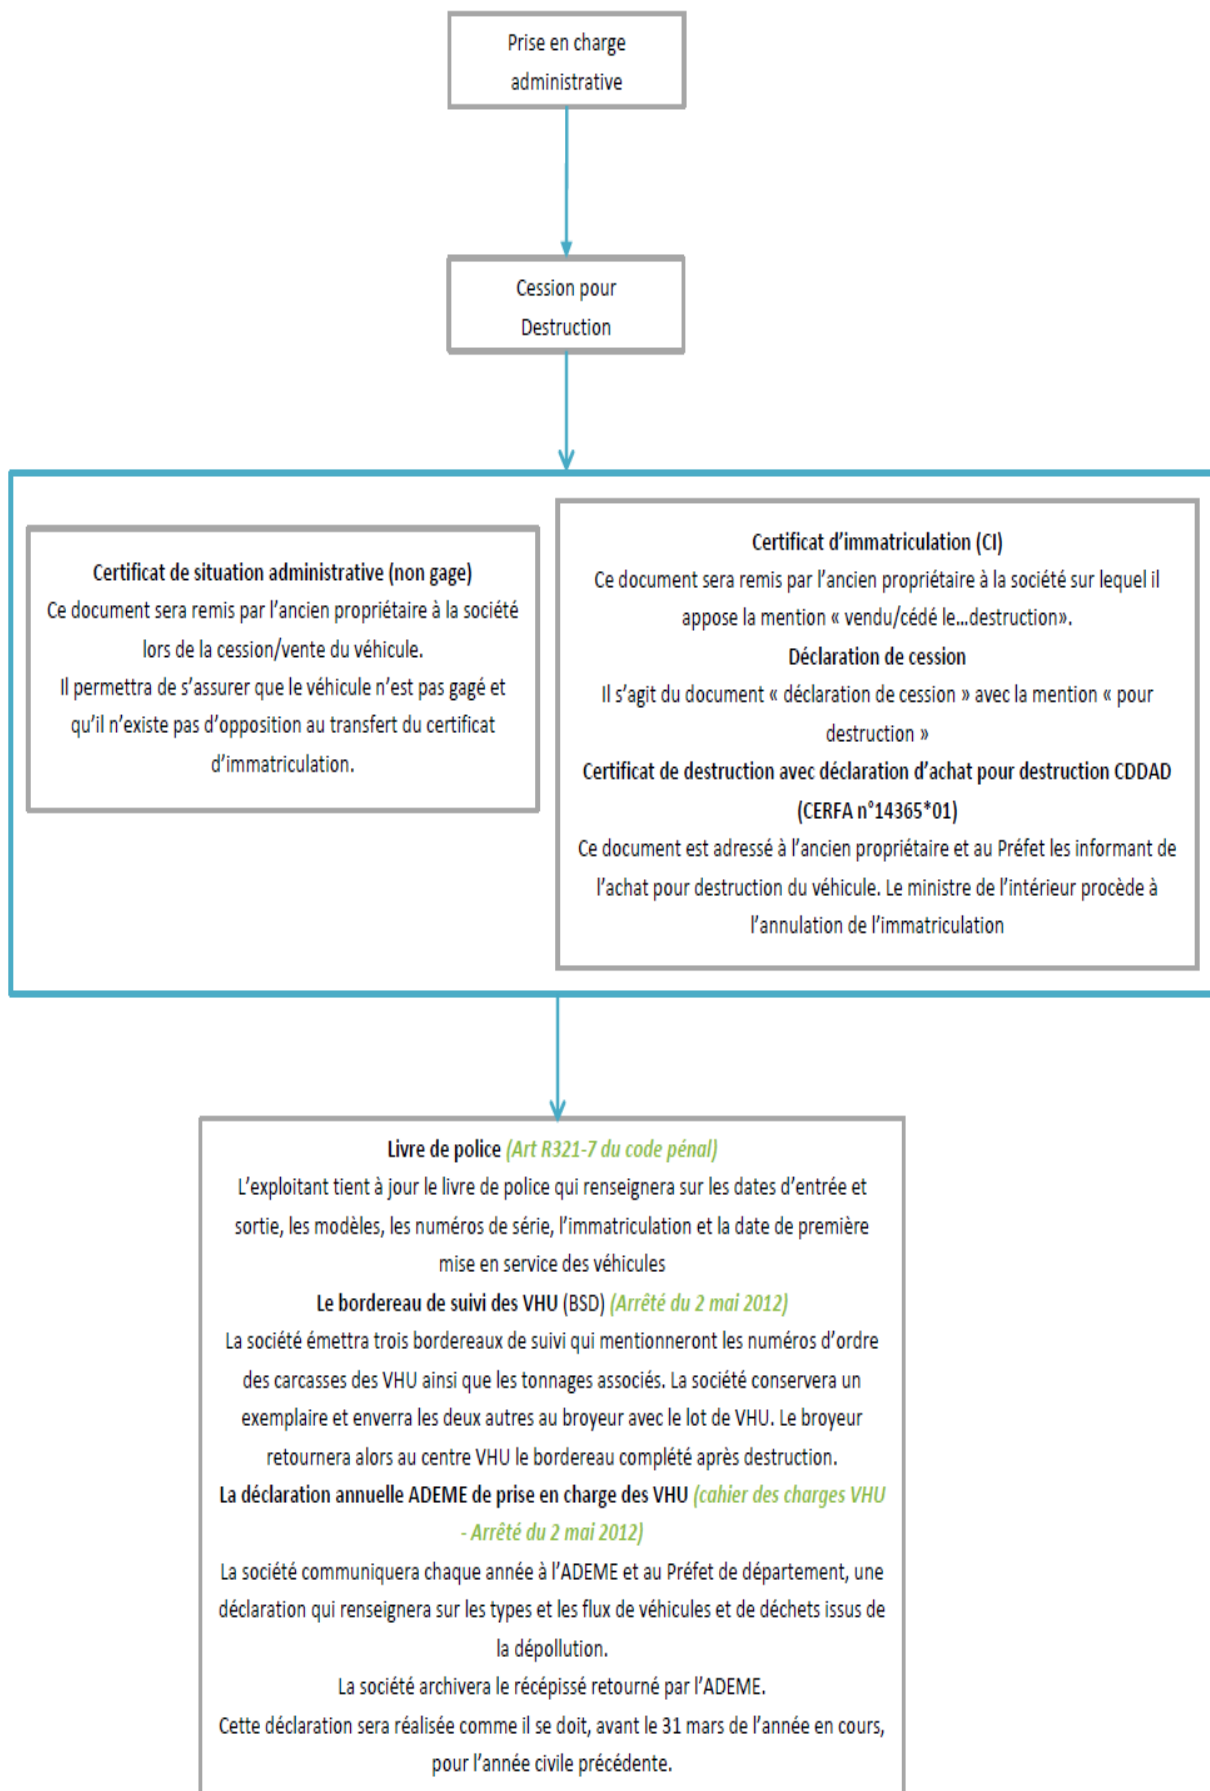 Prise en charge
administrative
Cession pour
Destruction
Certificat de situation administrative (non gage)
Ce document sera remis par l’ancien propriétaire à la société
lors de la cession/vente du véhicule.
Il permettra de s’assurer que le véhicule n’est pas gagé et
qu’il n’existe pas d’opposition au transfert du certificat
d’immatriculation.
Certificat d’immatriculation (CI)
Ce document sera remis par l’ancien propriétaire à la société sur lequel il
appose la mention « vendu/cédé le…destruction».
Déclaration de cession
Il s’agit du document « déclaration de cession » avec la mention « pour
destruction »
Certificat de destruction avec déclaration d’achat pour destruction CDDAD
(CERFA n°14365*01)
Ce document est adressé à l’ancien propriétaire et au Préfet les informant de
l’achat pour destruction du véhicule. Le ministre de l’intérieur procède à
l’annulation de l’immatriculation
Livre de police (Art R321-7 du code pénal)
L’exploitant tient à jour le livre de police qui renseignera sur les dates d’entrée et
sortie, les modèles, les numéros de série, l’immatriculation et la date de première
mise en service des véhicules
Le bordereau de suivi des VHU (BSD) (Arrêté du 2 mai 2012)
La société émettra trois bordereaux de suivi qui mentionneront les numéros d’ordre
des carcasses des VHU ainsi que les tonnages associés. La société conservera un
exemplaire et enverra les deux autres au broyeur avec le lot de VHU. Le broyeur
retournera alors au centre VHU le bordereau complété après destruction.
La déclaration annuelle ADEME de prise en charge des VHU (cahier des charges VHU
- Arrêté du 2 mai 2012)
La société communiquera chaque année à l’ADEME et au Préfet de département, une
déclaration qui renseignera sur les types et les flux de véhicules et de déchets issus de
la dépollution.
La société archivera le récépissé retourné par l’ADEME.
Cette déclaration sera réalisée comme il se doit, avant le 31 mars de l’année en cours,
pour l’année civile précédente.